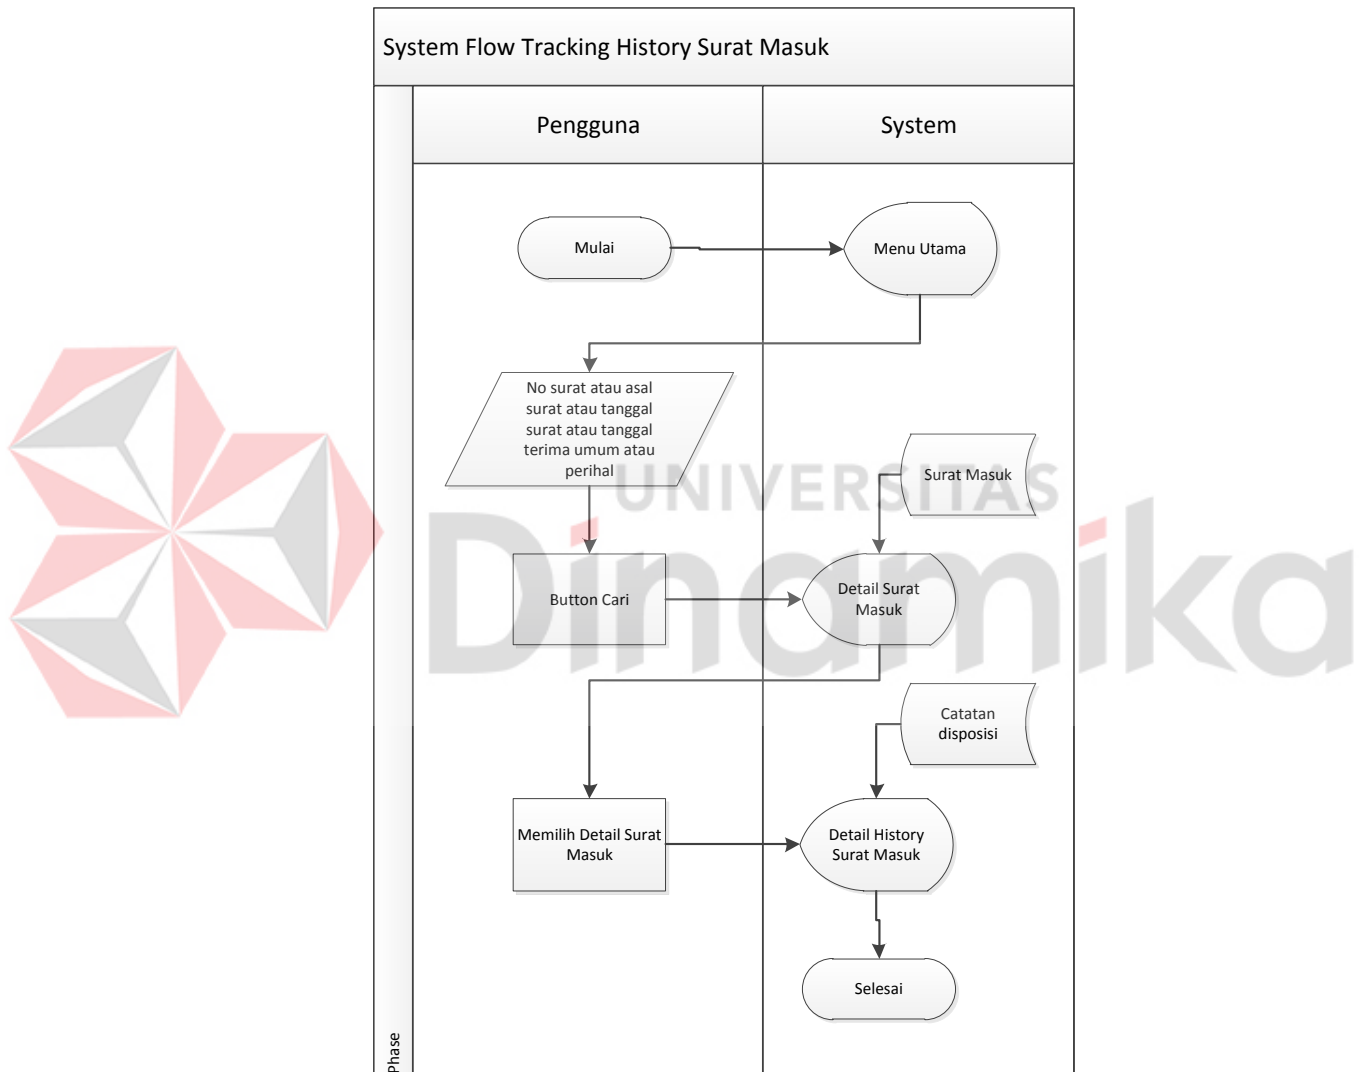 System Flow Tracking History Surat Masuk
Pengguna
System
Mulai
Menu Utama
No surat atau asal
surat atau tanggal
surat atau tanggal
terima umum atau
perihal
Surat Masuk
UNIVERSITAS
Dinamika
Button Cari
Detail Surat
Masuk
Catatan
disposisi
Memilih Detail Surat
Masuk
Detail History
Surat Masuk
Selesai
Phase